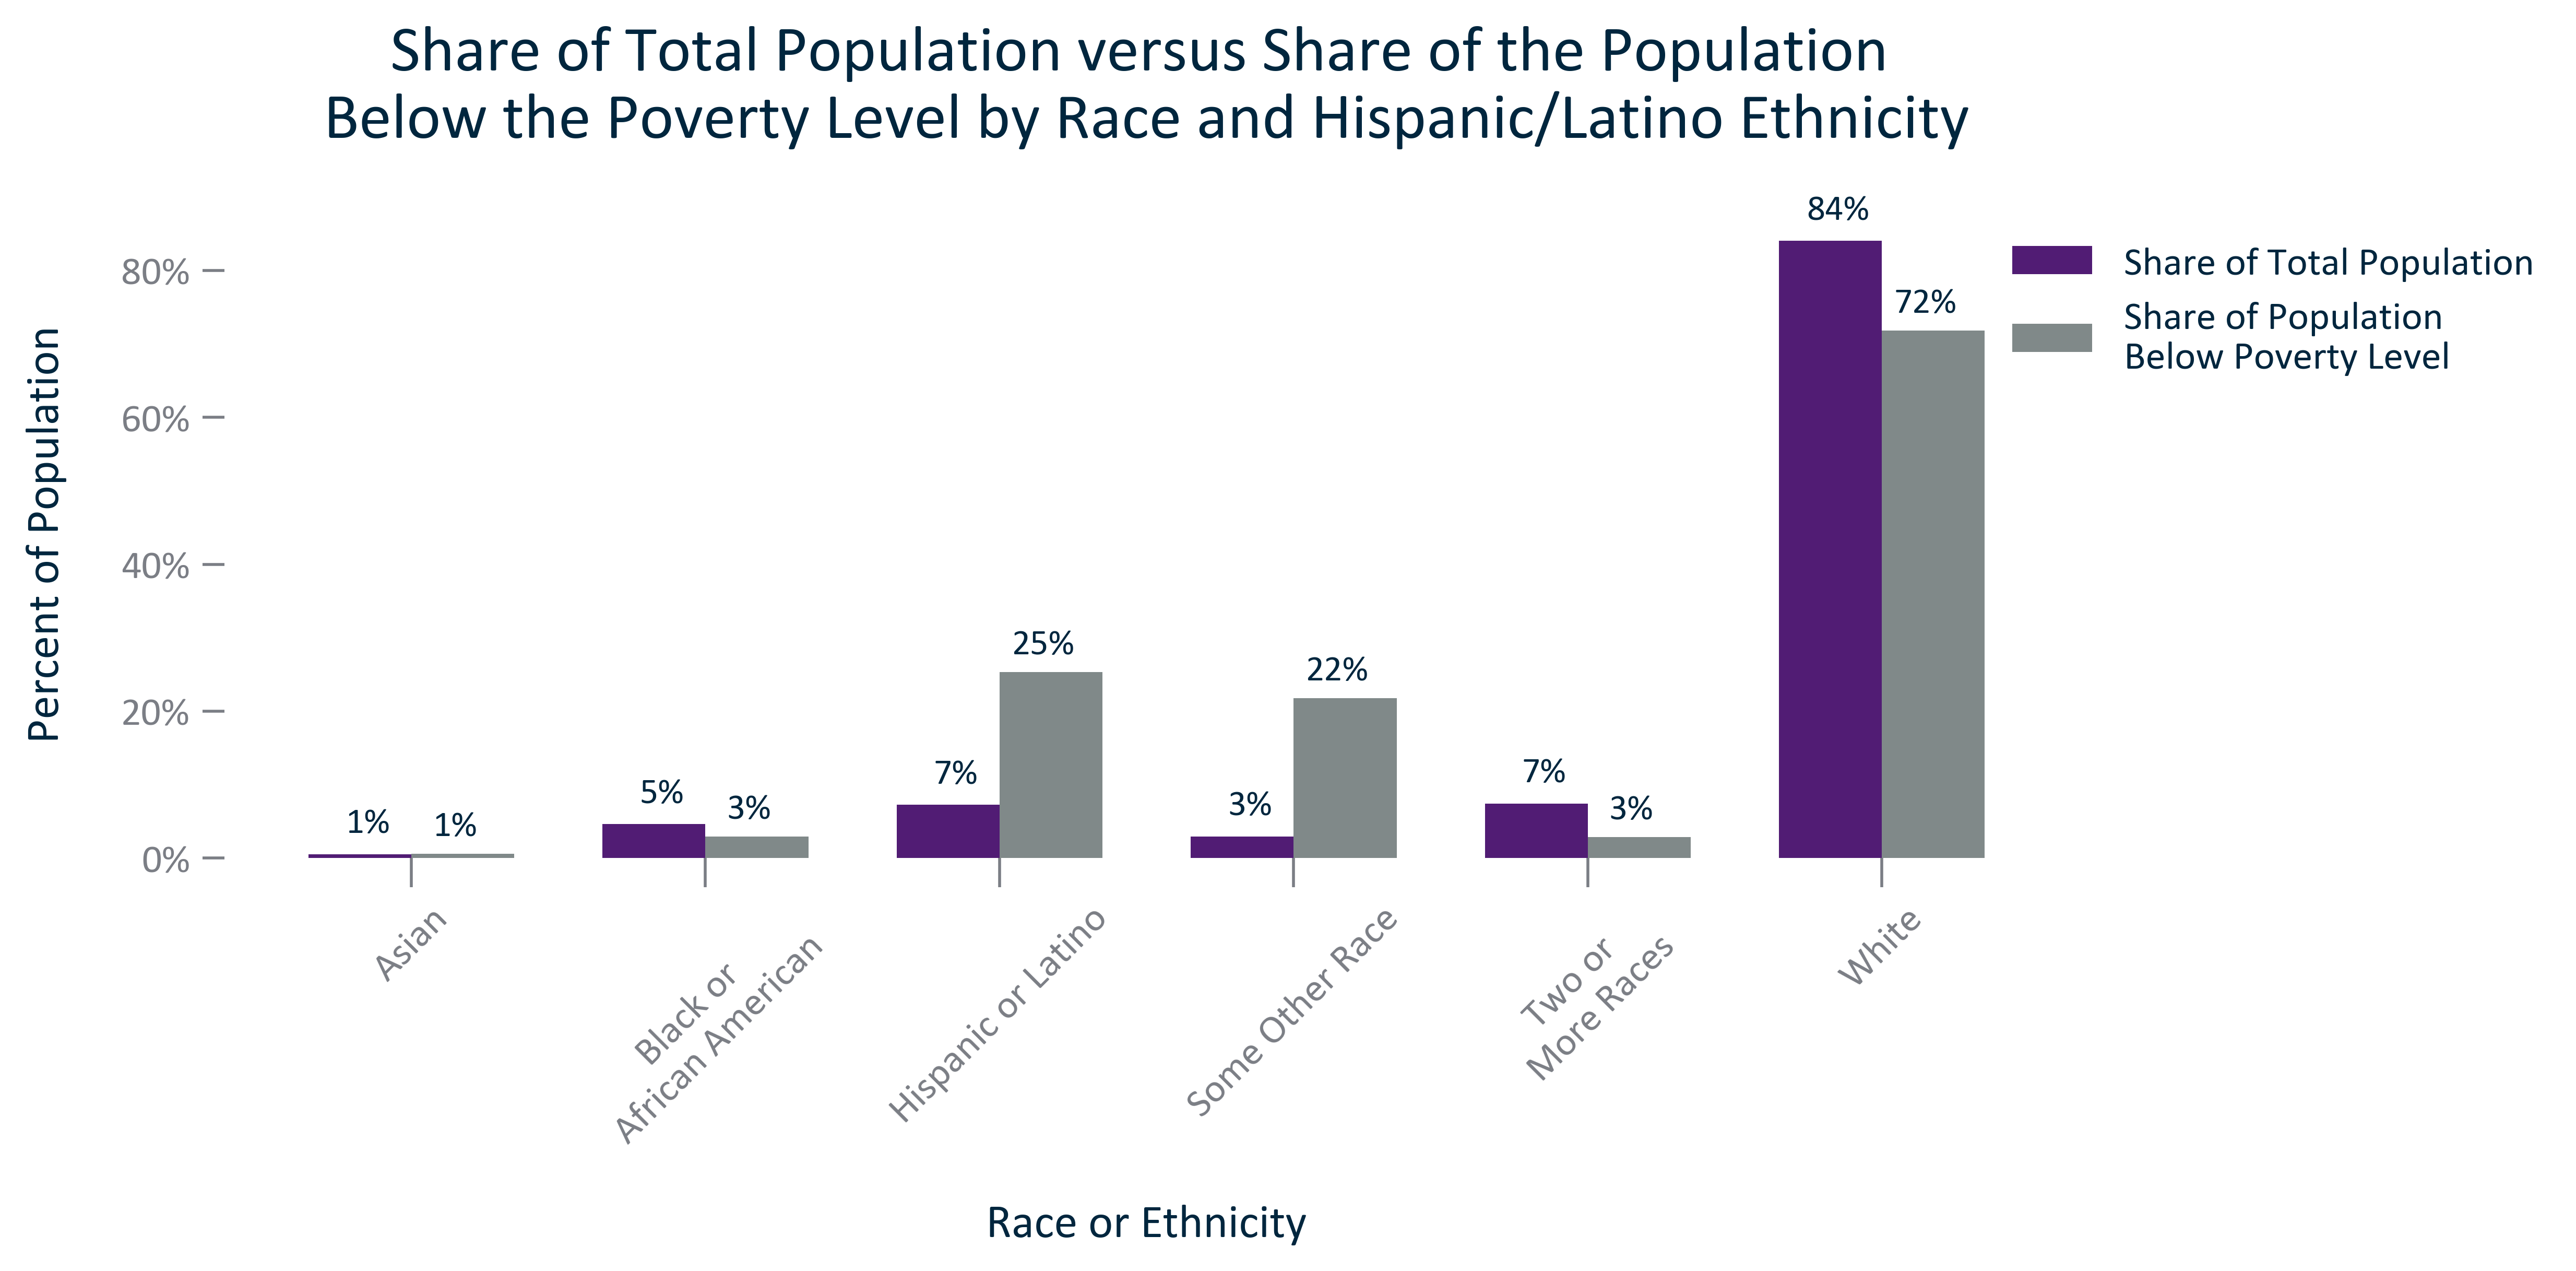 Share of Total Population versus Share of the Population
Below the Poverty Level by Race and Hispanic/Latino Ethnicity
84%
Share of Total Population
80%
72%
Share of Population
Below Poverty Level
60%
Percent of Population
40%
25%
22%
20%
7%
7%
5%
3%
3%
3%
1%
1%
0%
Asian
Black or
African American
Hispanic or Latino
Some Other Race
Two or
More Races
White
Race or Ethnicity